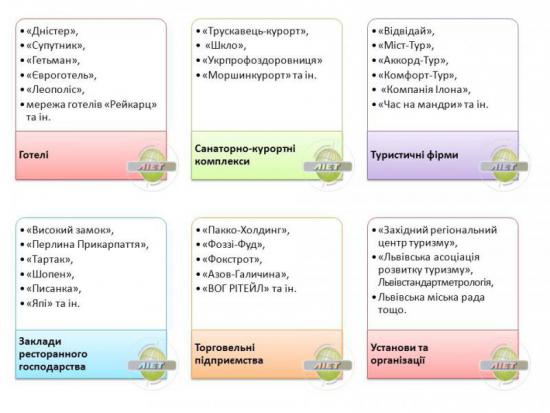 • «Дністер»,
• «Супутник»,
• «Гетьман»,
• «Євроготель»,
• «Леополіс»,
• мережа готелів «Рейкарц»
та ін.
Готелі
ЛІЕТ
• «Трускавець-курорт»,
• «Шкло»,
• «Укрпрофоздоровниця»
• «Моршинкурорт» та ін.
Санаторно-курортні
комплекси
ЛІЕТ
• «Відвідай»,
• «Міст-Тур»,
• «Аккорд-Тур»,
• «Комфорт-Тур»,
• «Компанія Ілона»,
• «Час на мандри» та ін.
Туристичні фірми
ЛІЕТ
• «Високий замок»,
• «Перлина Прикарпаття»,
• «Тартак»,
• «Шопен»,
• «Писанка»,
• «Япі» та ін.
Заклади
ресторанного
господарства
ЛІЕТ
• «Пакко-Холдинг»,
• «Фоззі-Фуд»,
• «Фокстрот»,
• «Азов-Галичина»,
• «ВОГ РІТЕЙЛ» та ін.
Торговельні
підприємства
ЛІЕТ
• «Західний регіональний
центр туризму»,
• «Львівська асоціація
розвитку туризму»,
Львівстандартметрологія,
• Львівська міська рада
тощо.
Установи та
організації
ЛІЕТ